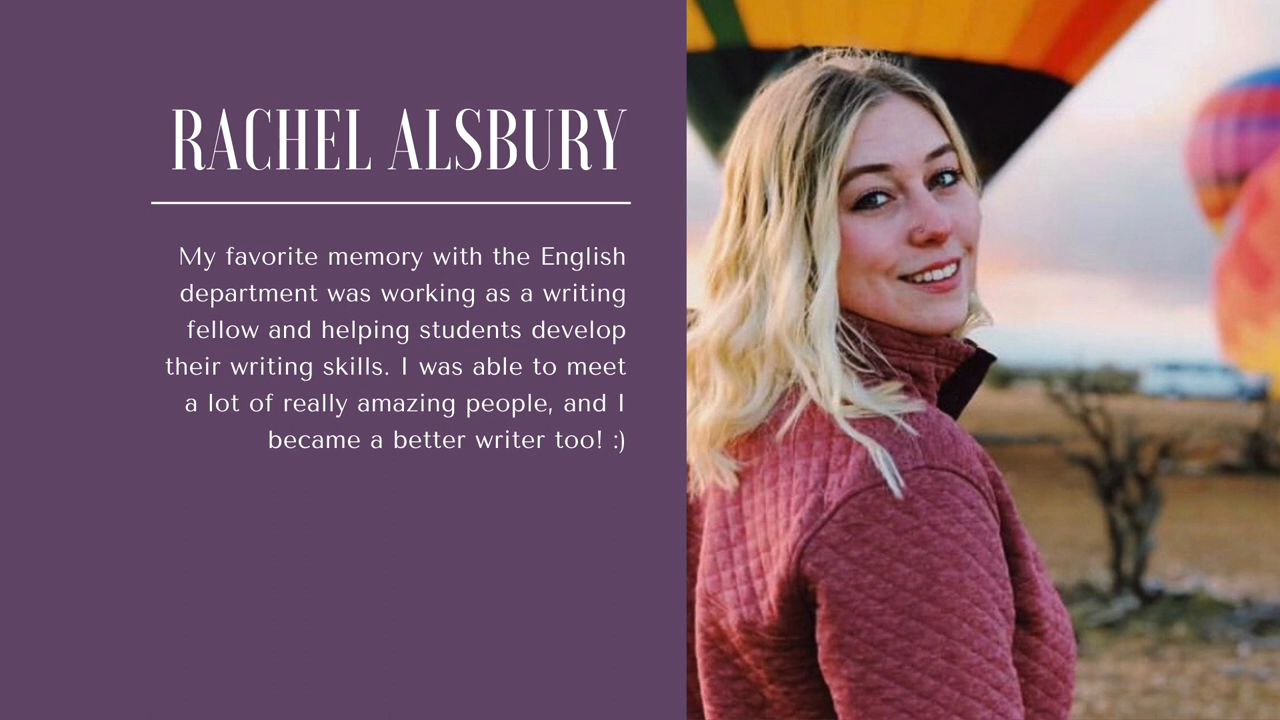 RACHEL ALSBURY
My favorite memory with the English
department was working as a writing
fellow and helping students develop
their writing skills. I was able to meet
a lot of really amazing people, and I
became a better writer too! :)